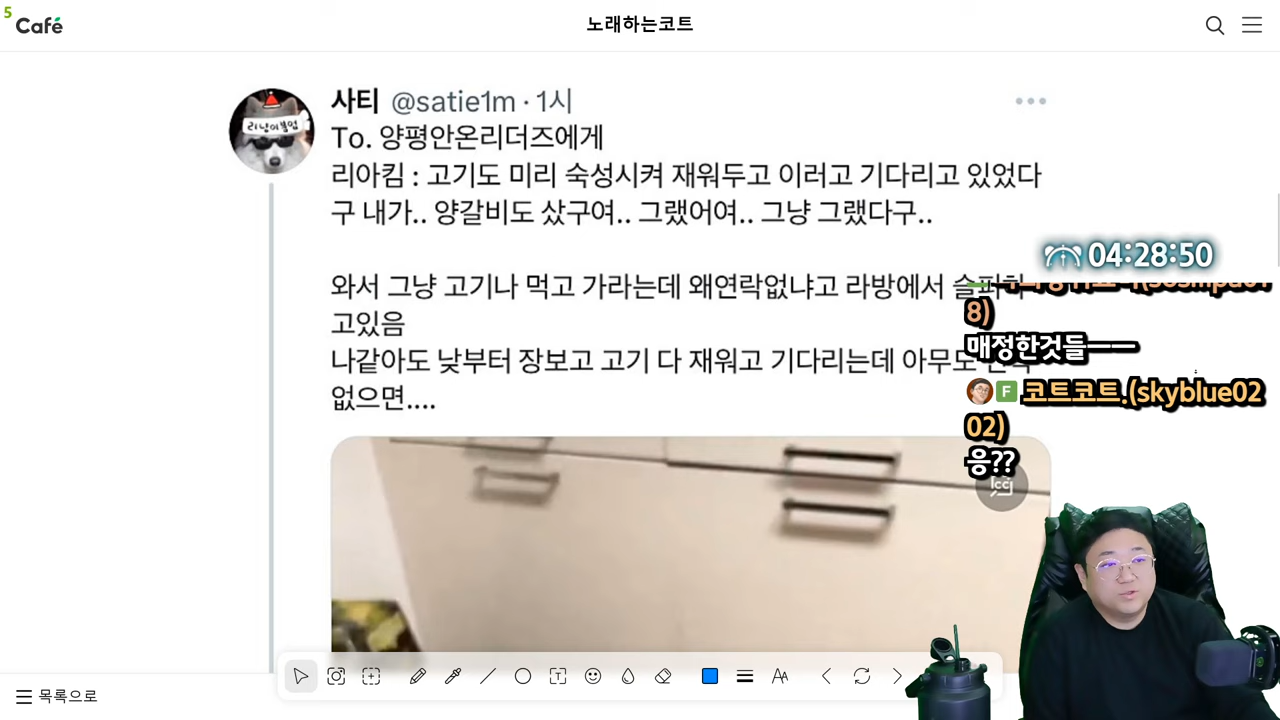 5
Café
노래하는코트
리남이붐업
사티 @satie1m · 1시
To. 양평안온리더즈에게
리아킴 : 고기도 미리 숙성시켜 재워두고 이러고 기다리고 있었다
구 내가.. 양갈비도 샀구여.. 그랬어여.. 그냥 그랬다구..
와서 그냥 고기나 먹고 가라는데 왜연락없냐고 라방에서 슬퍼하
고있음
나같아도 낮부터 장보고 고기 다 재워고 기다리는데 아무도
없으면....
04:28:50
8)
매정한것들ㅡㅡ
F 코트코트.(skyblue02
02)
응??
T
AA
목록으로